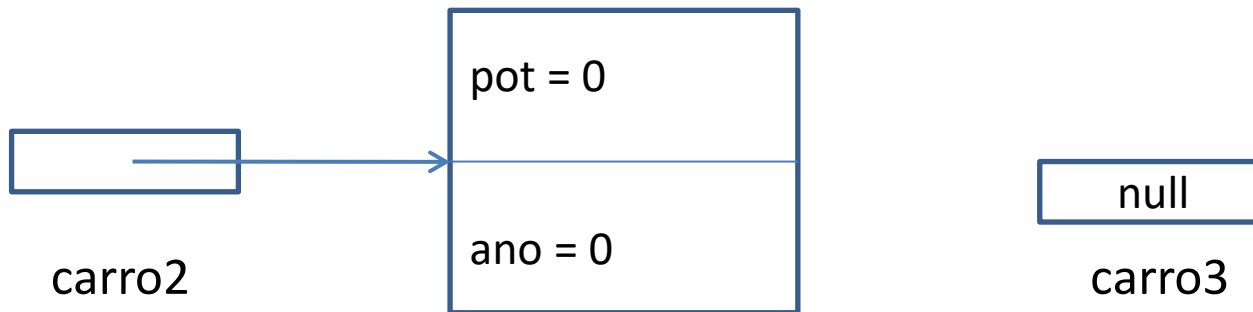 pot = 0
ano = 0
carro2
null
carro3